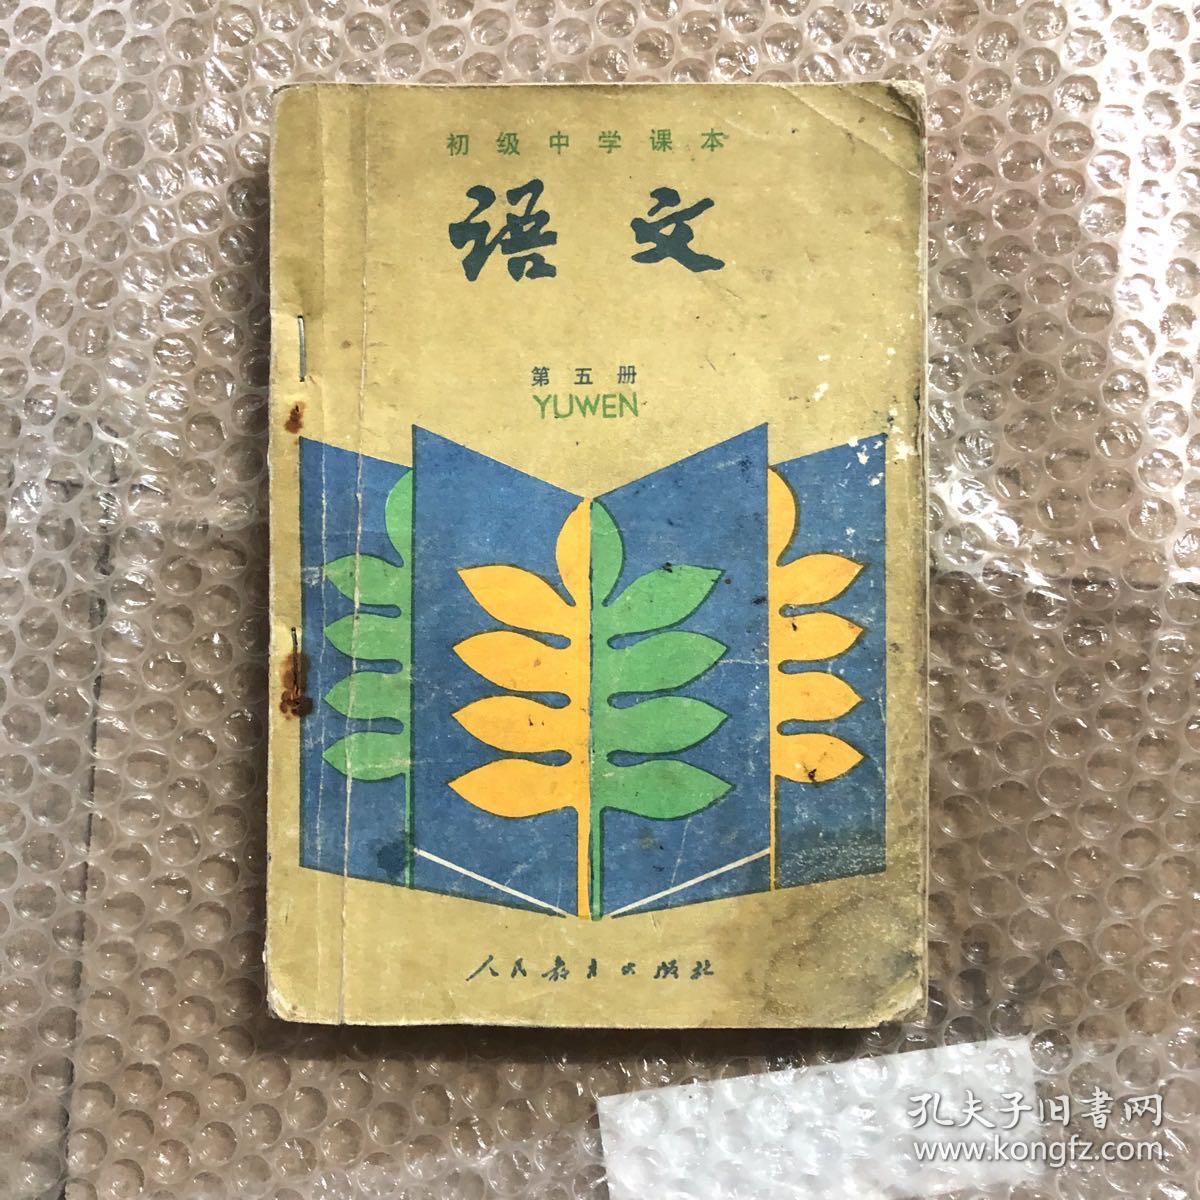 初级中学课本
语文
第五册
YUWEN
人民教育出版社
孔夫子旧書网
www.kongfz.com